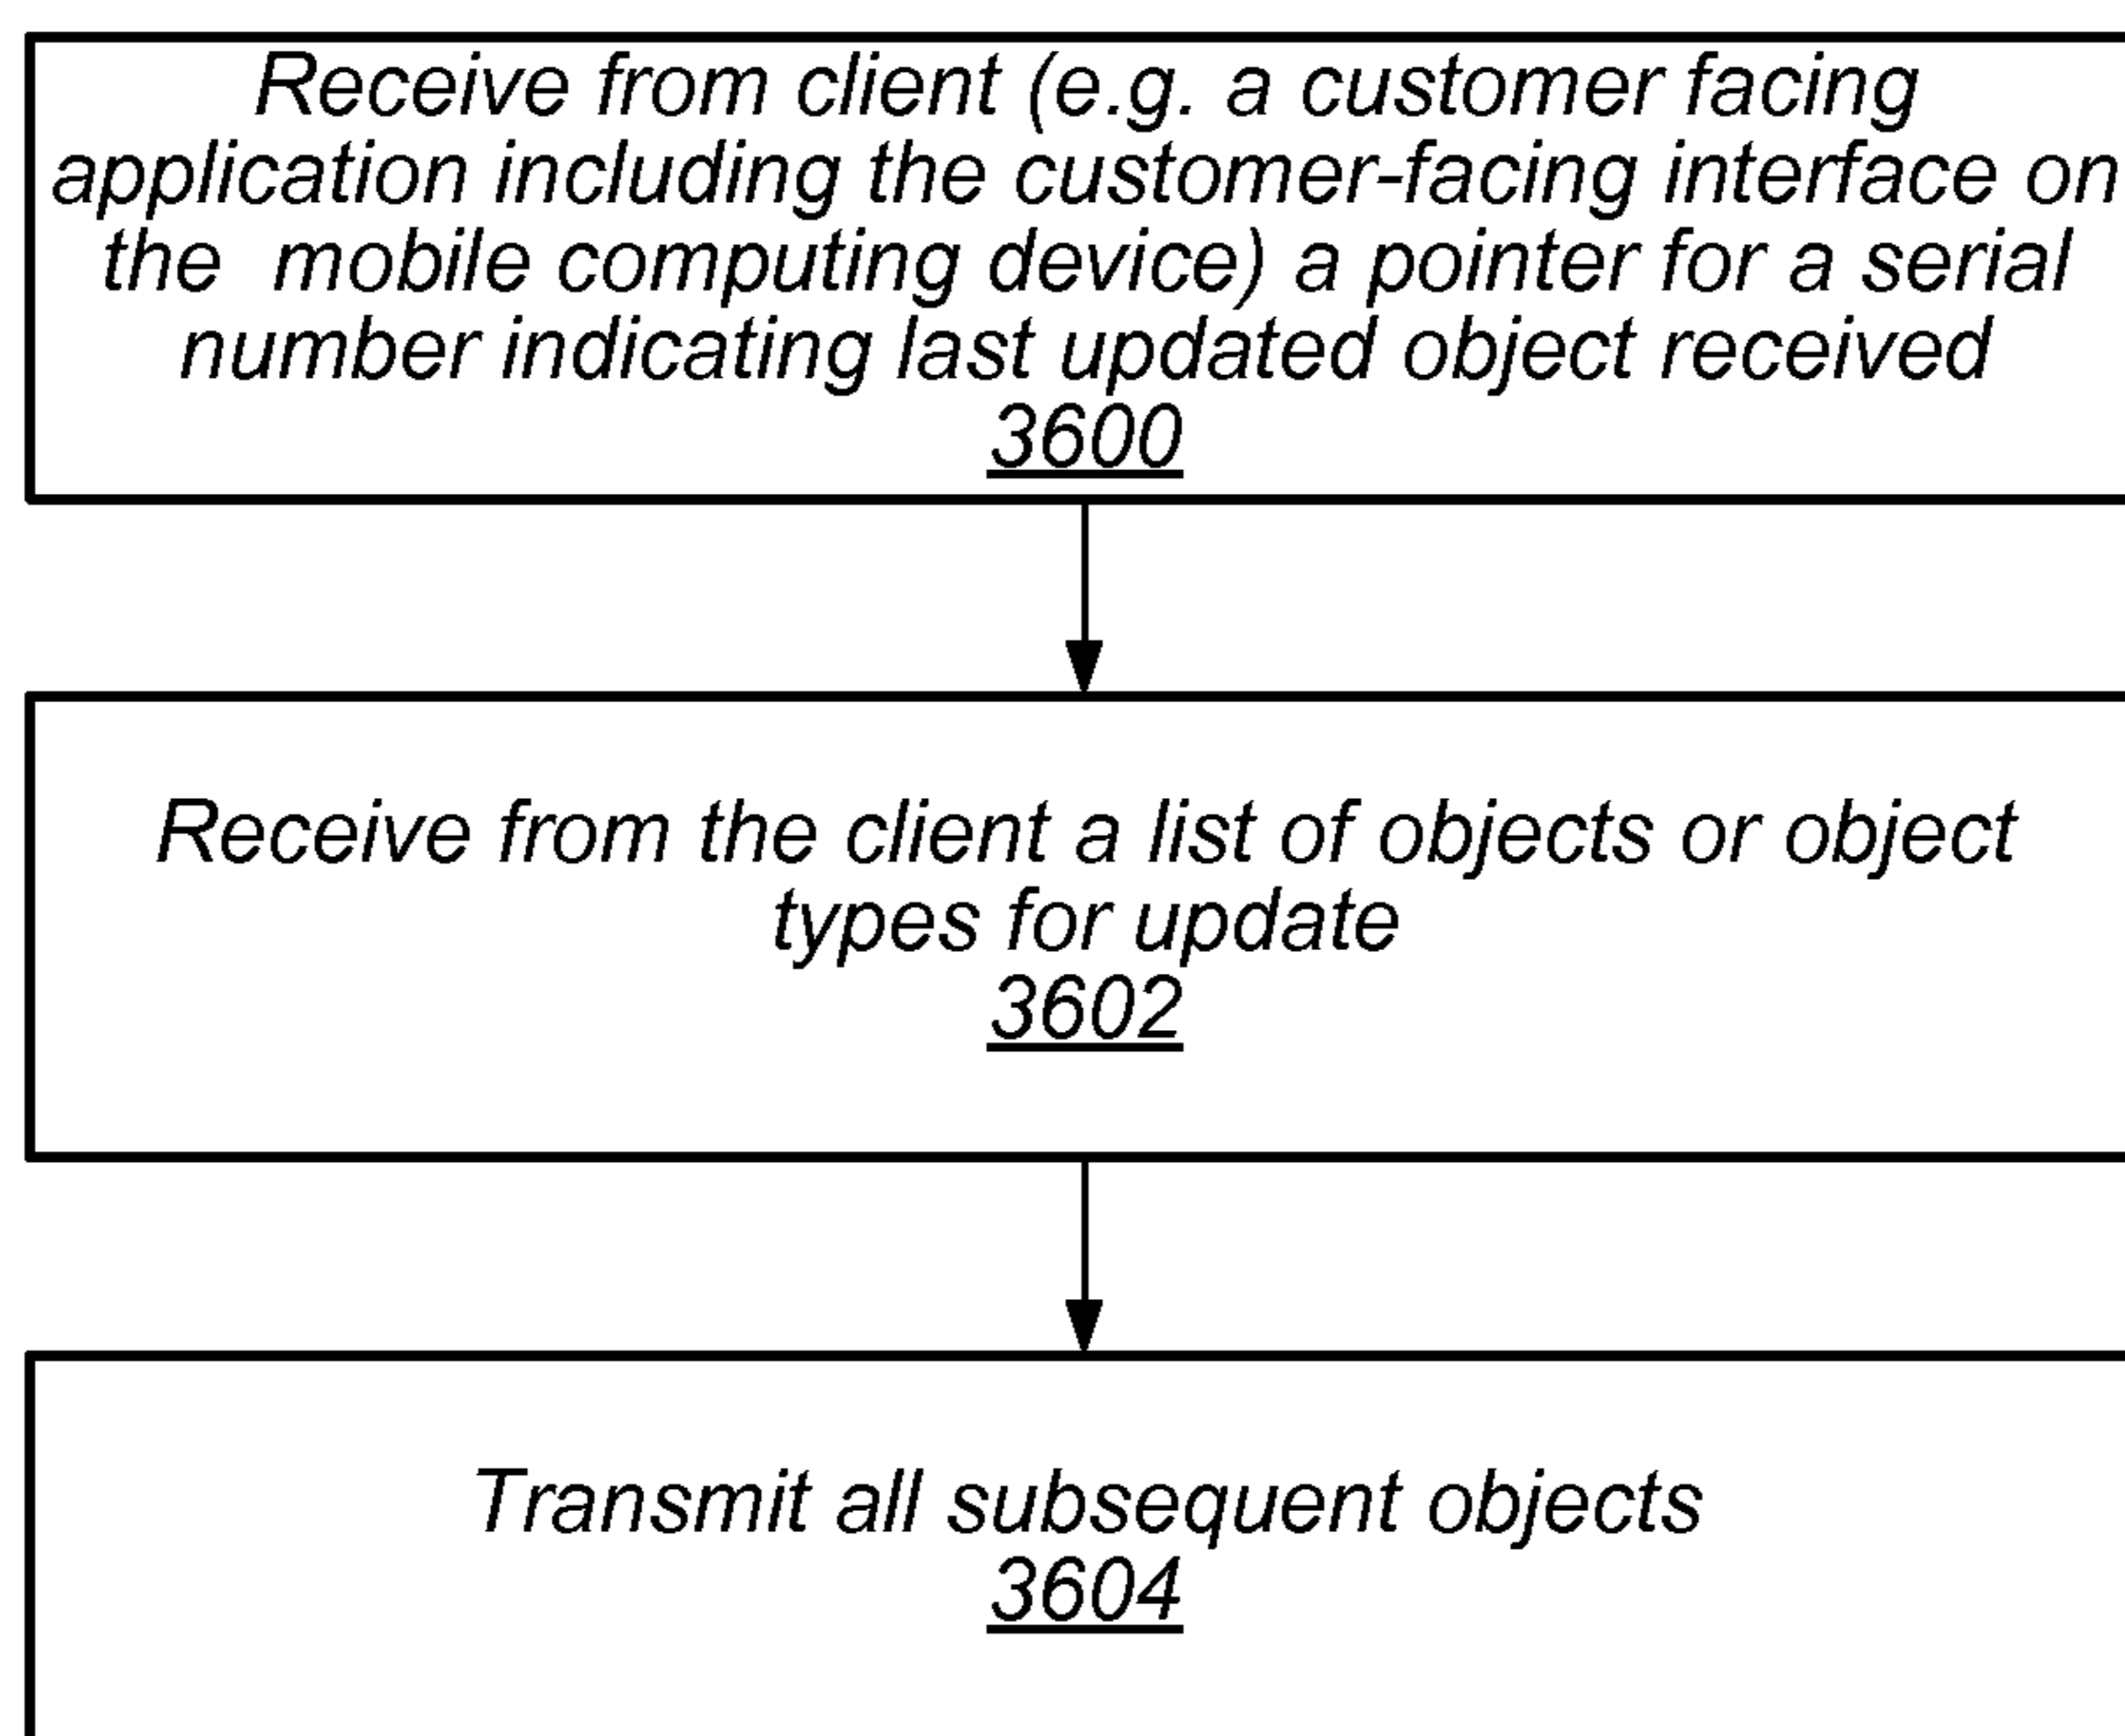 Receive from client (e.g. a customer facing
application including the customer-facing interface on
the mobile computing device) a pointer for a serial
number indicating last updated object received
3600
Receive from the client a list of objects or object
types for update
3602
Transmit all subsequent objects
3604